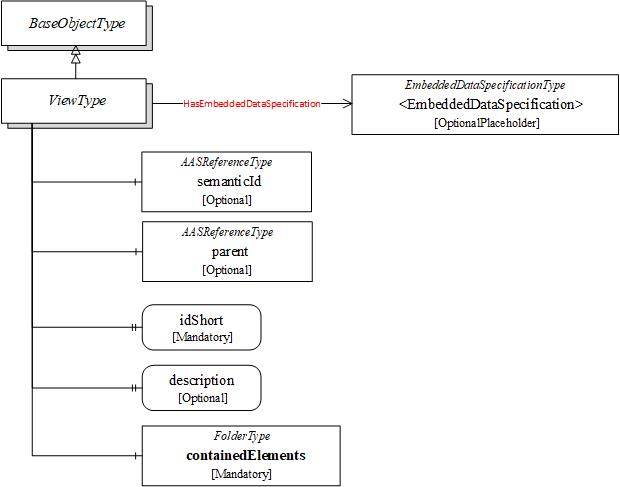 BaseObjectType
ViewType
HasEmbeddedDataSpecification
EmbeddedDataSpecificationType
<EmbeddedDataSpecification>
[OptionalPlaceholder]
AASReferenceType
semanticId
[Optional]
AASReferenceType
parent
[Optional]
idShort
[Mandatory]
description
[Optional]
FolderType
containedElements
[Mandatory]